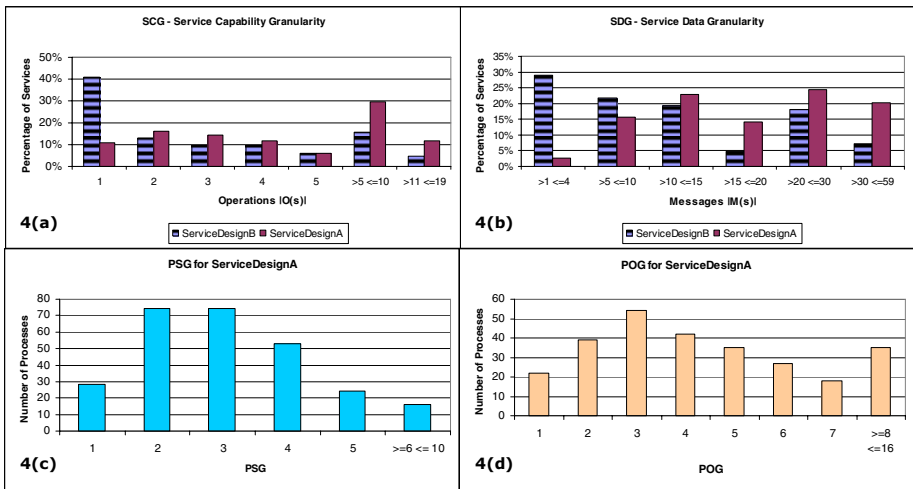 SCG - Service Capability Granularity
Percentage of Services
50%
40%
30%
20%
10%
0%
1 2 3 4 5 >5 <=10 >11 <=19
Operations |O(s)|
4(a)
ServiceDesignB ServiceDesignA
SDG - Service Data Granularity
Percentage of Services
35%
30%
25%
20%
15%
10%
5%
0%
>1 <=4 >5 <=10 >10 <=15 >15 <=20 >20 <=30 >30 <=59
Messages |M(s)|
4(b)
ServiceDesignB ServiceDesignA
PSG for ServiceDesignA
Number of Processes
80
70
60
50
40
30
20
10
0
1 2 3 4 5 >=6 <= 10
4(c)
PSG
POG for ServiceDesignA
Number of Processes
60
50
40
30
20
10
0
1 2 3 4 5 6 7 >=8
<=16
4(d)
POG